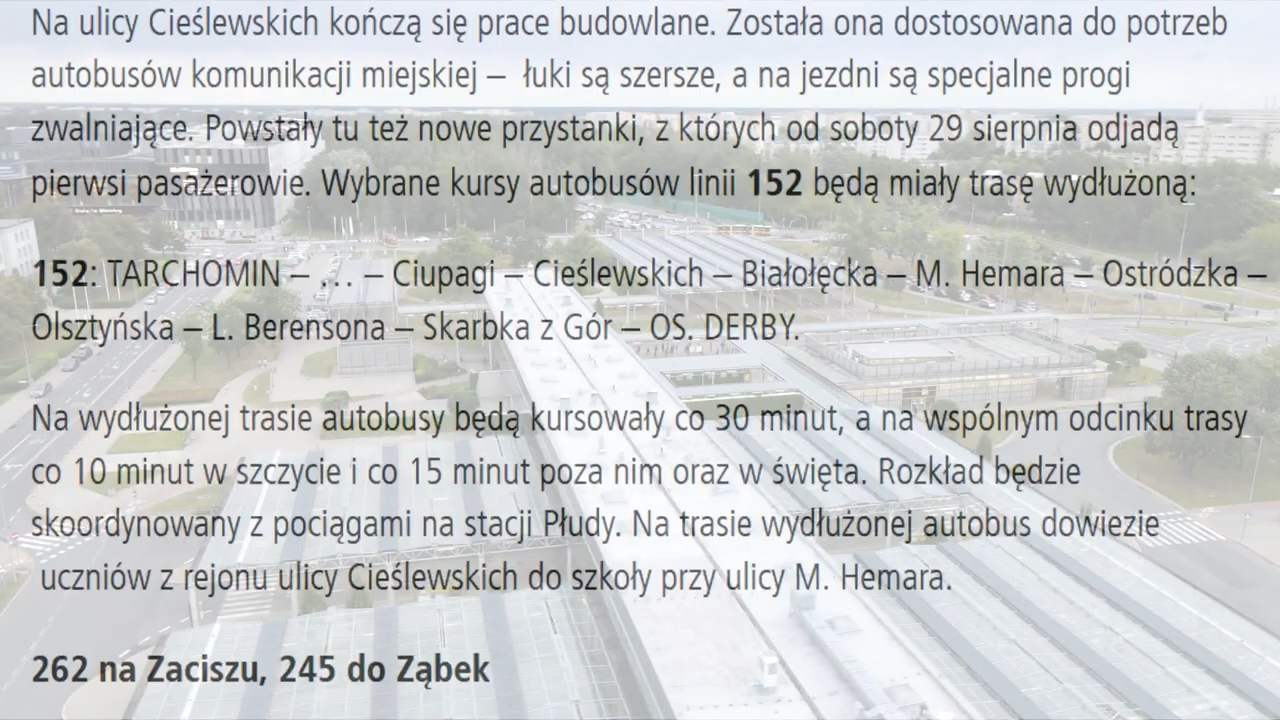 Na ulicy Cieślewskich kończą się prace budowlane. Została ona dostosowana do potrzeb
autobusów komunikacji miejskiej – łuki są szersze, a na jezdni są specjalne progi
zwalniające. Powstały tu też nowe przystanki, z których od soboty 29 sierpnia odjadą
pierwsi pasażerowie. Wybrane kursy autobusów linii 152 będą miały trasę wydłużoną:
152: TARCHOMIN – … – Ciupagi – Cieślewskich – Białołęcka – M. Hemara – Ostródzka –
Olsztyńska – L. Berensona – Skarbka z Gór – OS. DERBY.
Na wydłużonej trasie autobusy będą kursowały co 30 minut, a na wspólnym odcinku trasy
co 10 minut w szczycie i co 15 minut poza nim oraz w święta. Rozkład będzie
skoordynowany z pociągami na stacji Płudy. Na trasie wydłużonej autobus dowiezie
uczniów z rejonu ulicy Cieślewskich do szkoły przy ulicy M. Hemara.
262 na Zaciszu, 245 do Ząbek